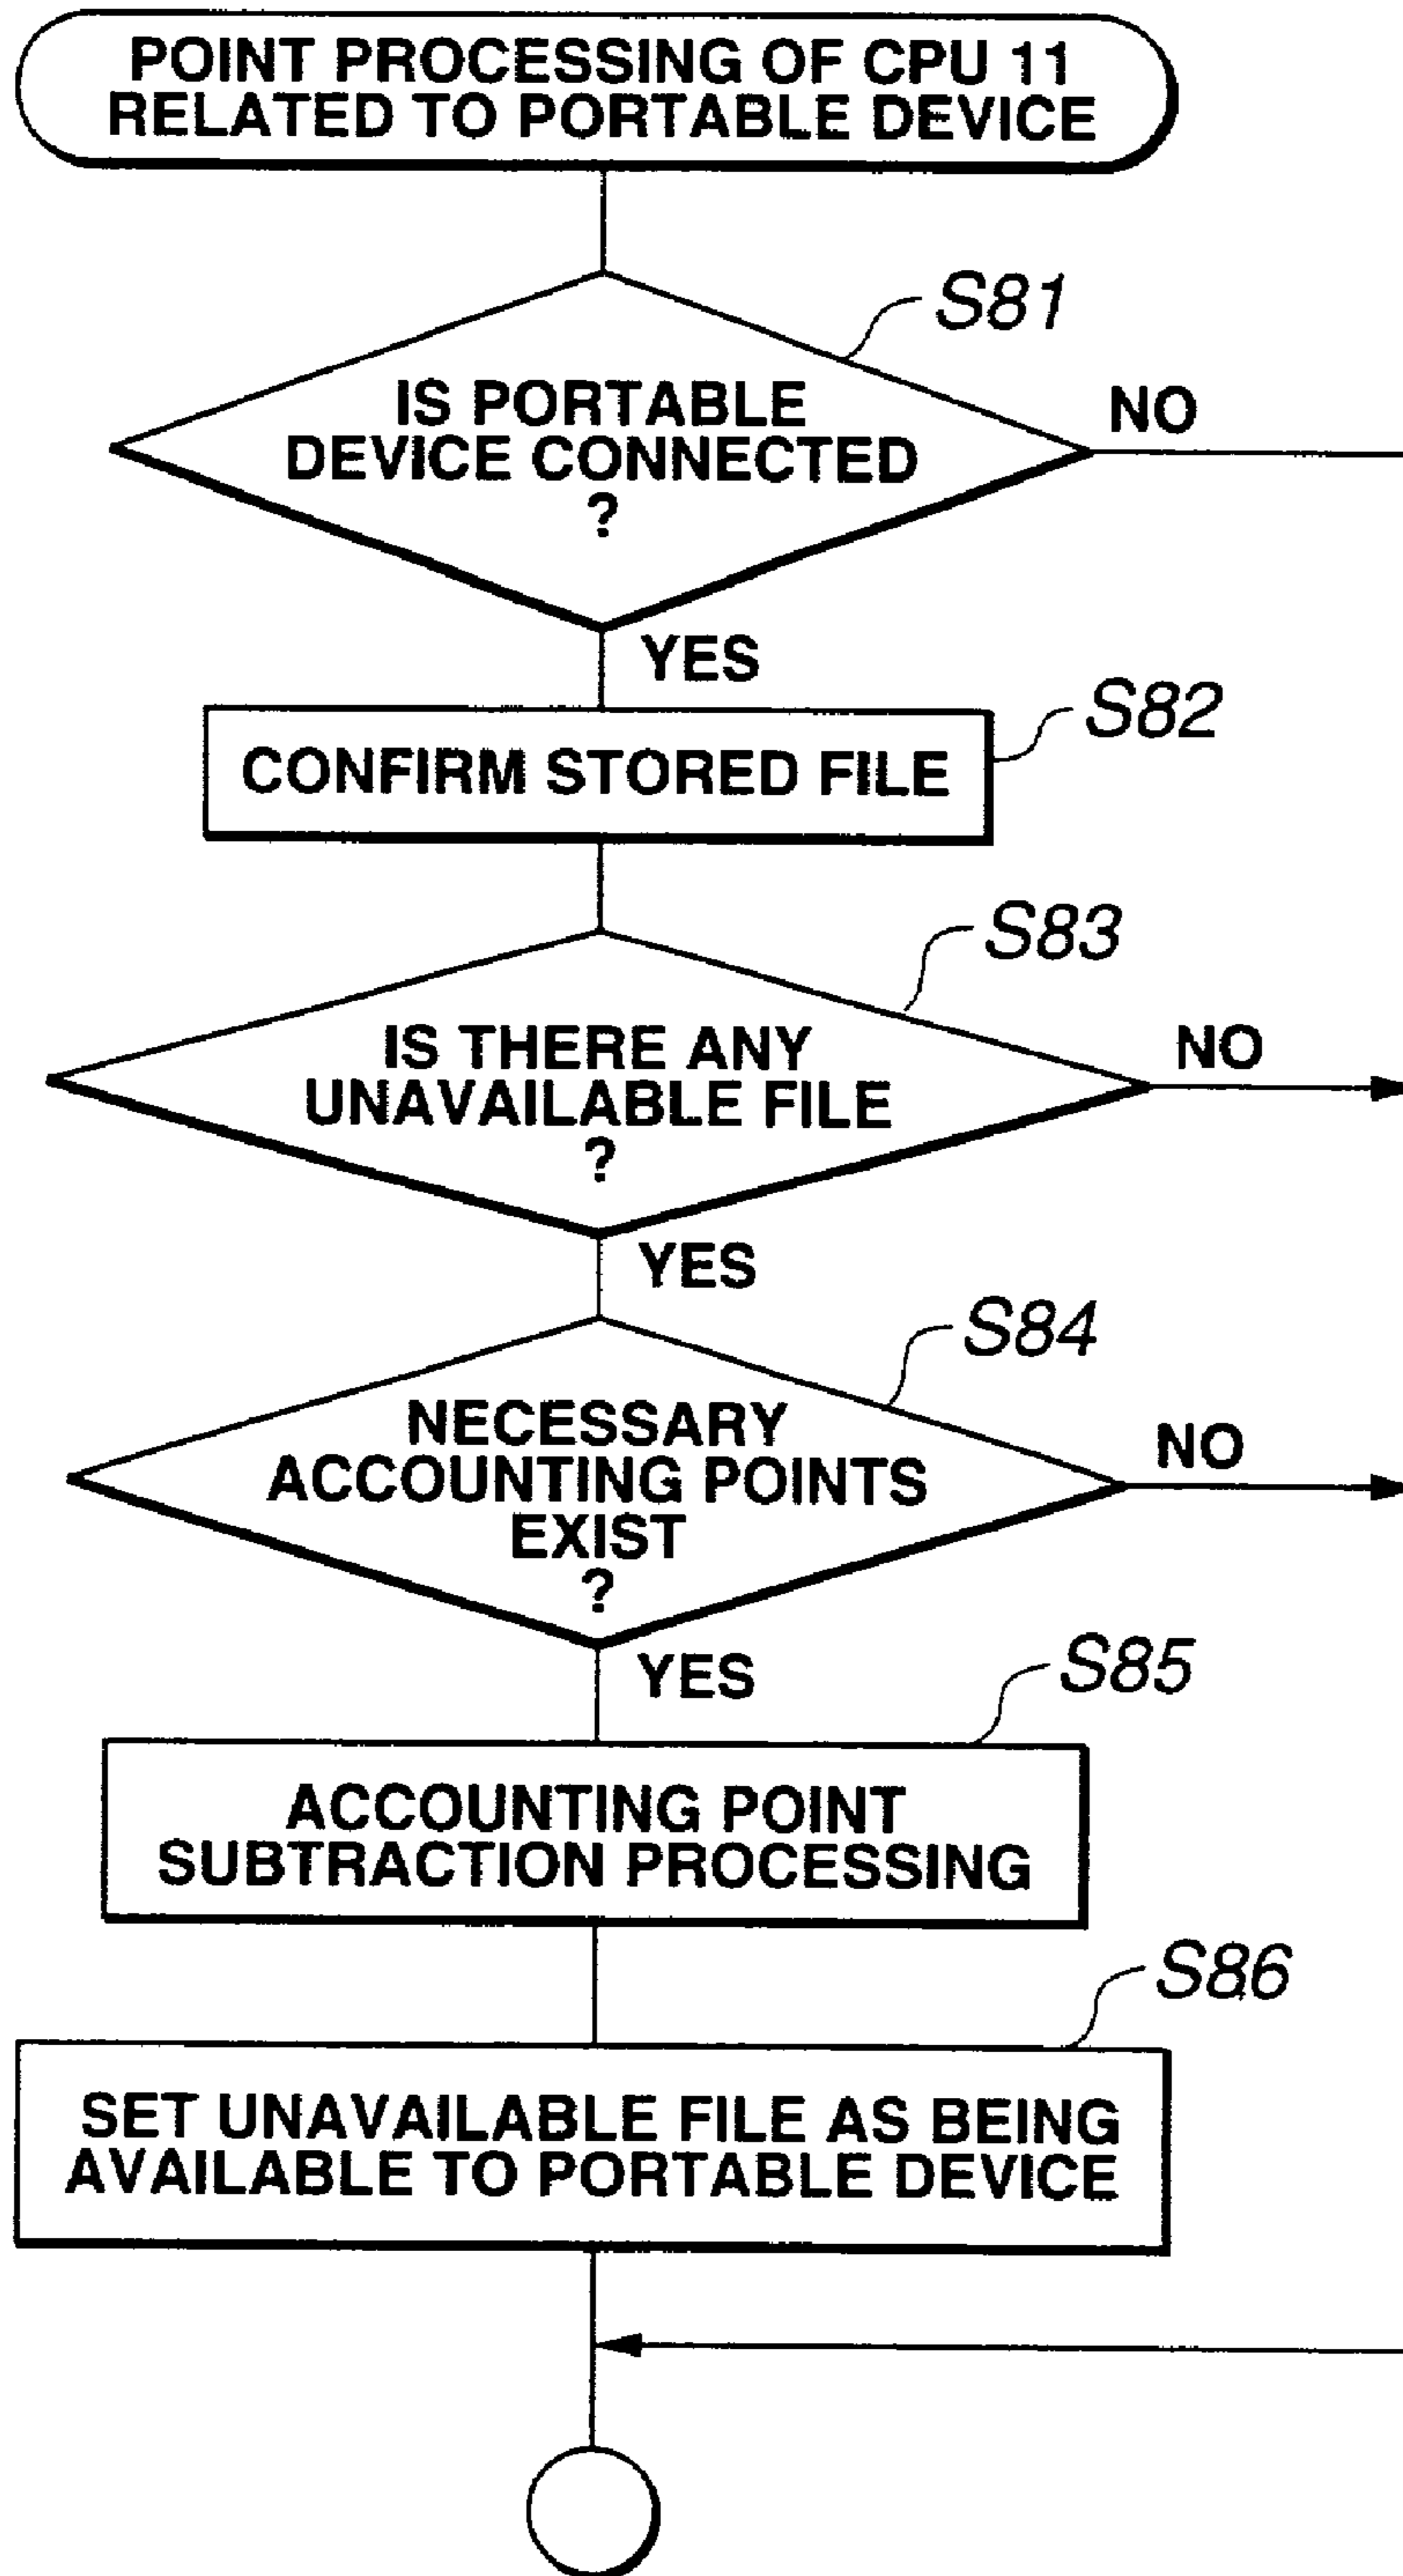 POINT PROCESSING OF CPU 11
RELATED TO PORTABLE DEVICE
S81
IS PORTABLE
DEVICE CONNECTED
?
NO
YES
S82
CONFIRM STORED FILE
S83
IS THERE ANY
UNAVAILABLE FILE
?
NO
YES
S84
NECESSARY
ACCOUNTING POINTS
EXIST
?
NO
YES
S85
ACCOUNTING POINT
SUBTRACTION PROCESSING
S86
SET UNAVAILABLE FILE AS BEING
AVAILABLE TO PORTABLE DEVICE